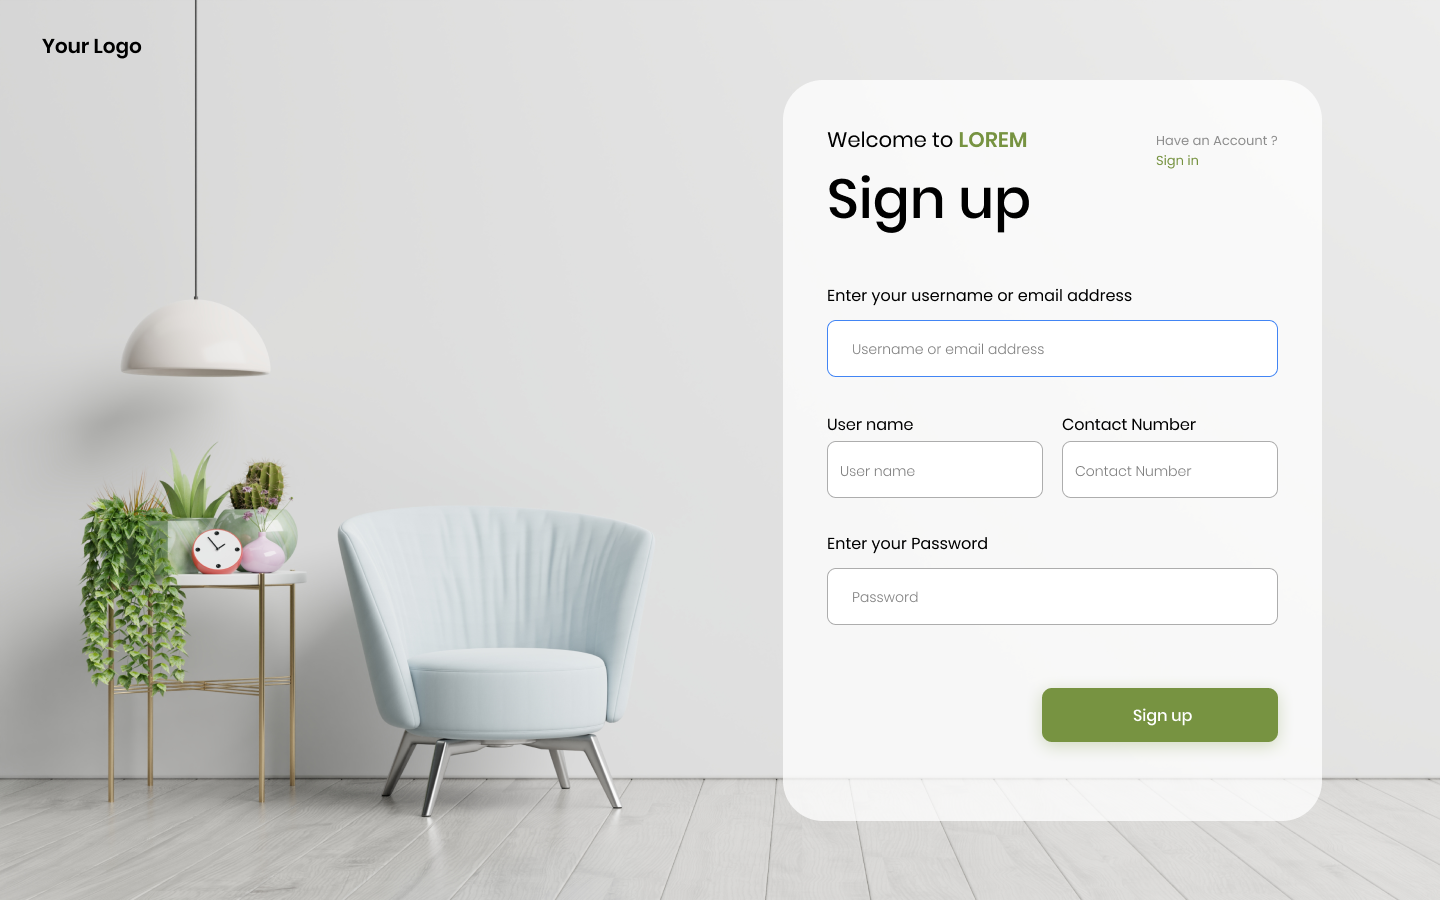 Your Logo
Welcome to LOREM
Have an Account ?
Sign in
Sign up
Enter your username or email address
Username or email address
User name
Contact Number
User name
Contact Number
Enter your Password
Password
Sign up